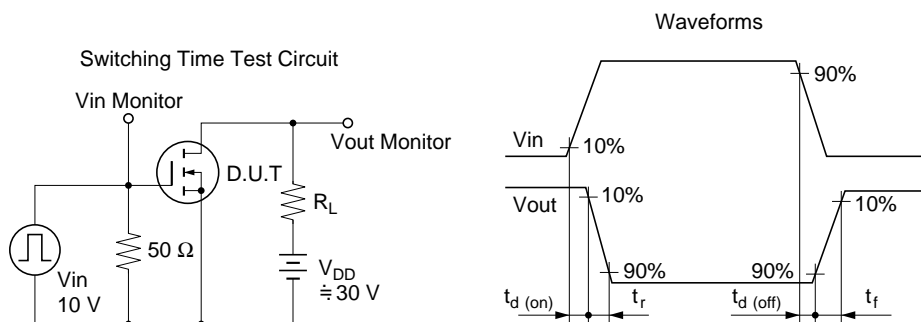 Switching Time Test Circuit
Vin Monitor
Vout Monitor
D.U.T
R_L
50 Ω
V_DD
≒30 V
Vin
10 V
Waveforms
90%
Vin
10%
Vout
10%
10%
90%
90%
t_d (on)
t_r
t_d (off)
t_f